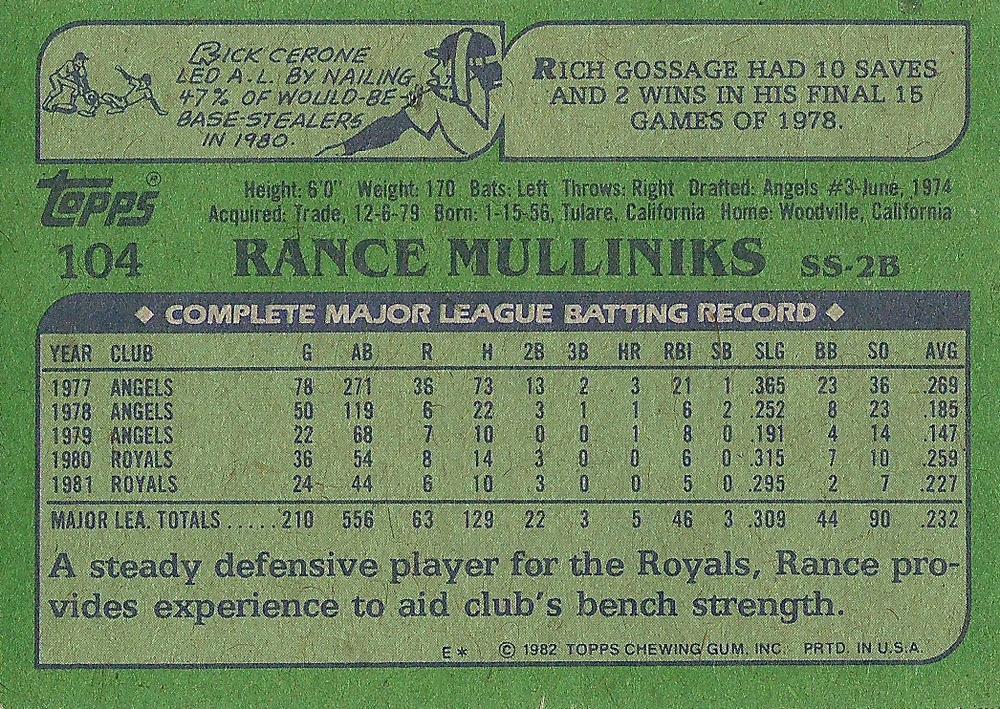 RICK CERONE
LED A.L. BY NAILING
47% OF WOULD-BE-
BASE-STEALERS
IN 1980.
RICH GOSSAGE HAD 10 SAVES
AND 2 WINS IN HIS FINAL 15
GAMES OF 1978.
Topps®
Height: 6'0" Weight: 170 Bats: Left Throws: Right Drafted: Angels #3-June, 1974
Acquired: Trade, 12-6-79 Born: 1-15-56, Tulare, California Home: Woodville, California
104 RANCE MULLINIKS SS-2B
◆ COMPLETE MAJOR LEAGUE BATTING RECORD ◆
YEAR CLUB G AB R H 2B 3B HR RBI SB SLG BB SO AVG
1977 ANGELS 78 271 36 73 13 2 3 21 1 .365 23 36 .269
1978 ANGELS 50 119 6 22 3 1 1 6 2 .252 8 23 .185
1979 ANGELS 22 68 7 10 0 0 1 8 0 .191 4 14 .147
1980 ROYALS 36 54 8 14 3 0 0 6 0 .315 7 10 .259
1981 ROYALS 24 44 6 10 3 0 0 5 0 .295 2 7 .227
MAJOR LEA. TOTALS.....210 556 63 129 22 3 5 46 3 .309 44 90 .232
A steady defensive player for the Royals, Rance pro-
vides experience to aid club's bench strength.
E* © 1982 TOPPS CHEWING GUM, INC. PRTD. IN U.S.A.